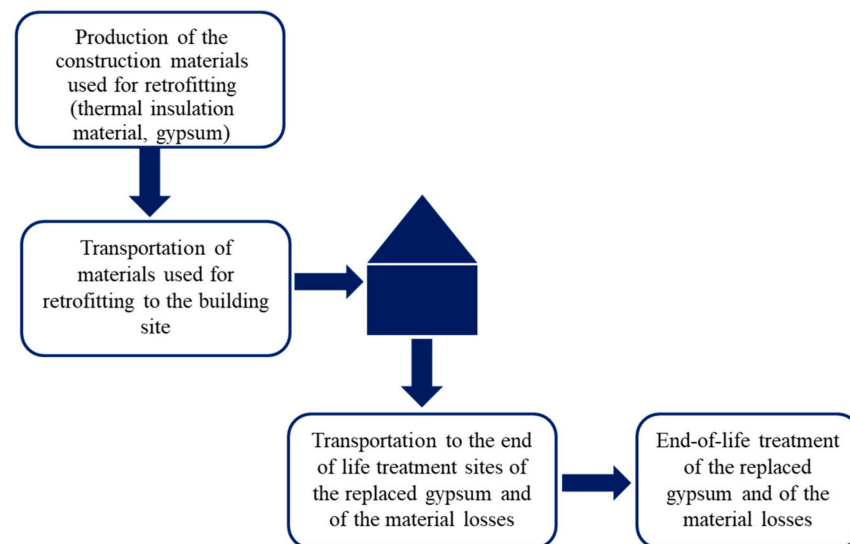 Production of the
construction materials
used for retrofitting
(thermal insulation
material, gypsum)
Transportation of
materials used for
retrofitting to the building
site
Transportation to the end
of life treatment sites of
the replaced gypsum and
of the material losses
End-of-life treatment
of the replaced
gypsum and of the
material losses